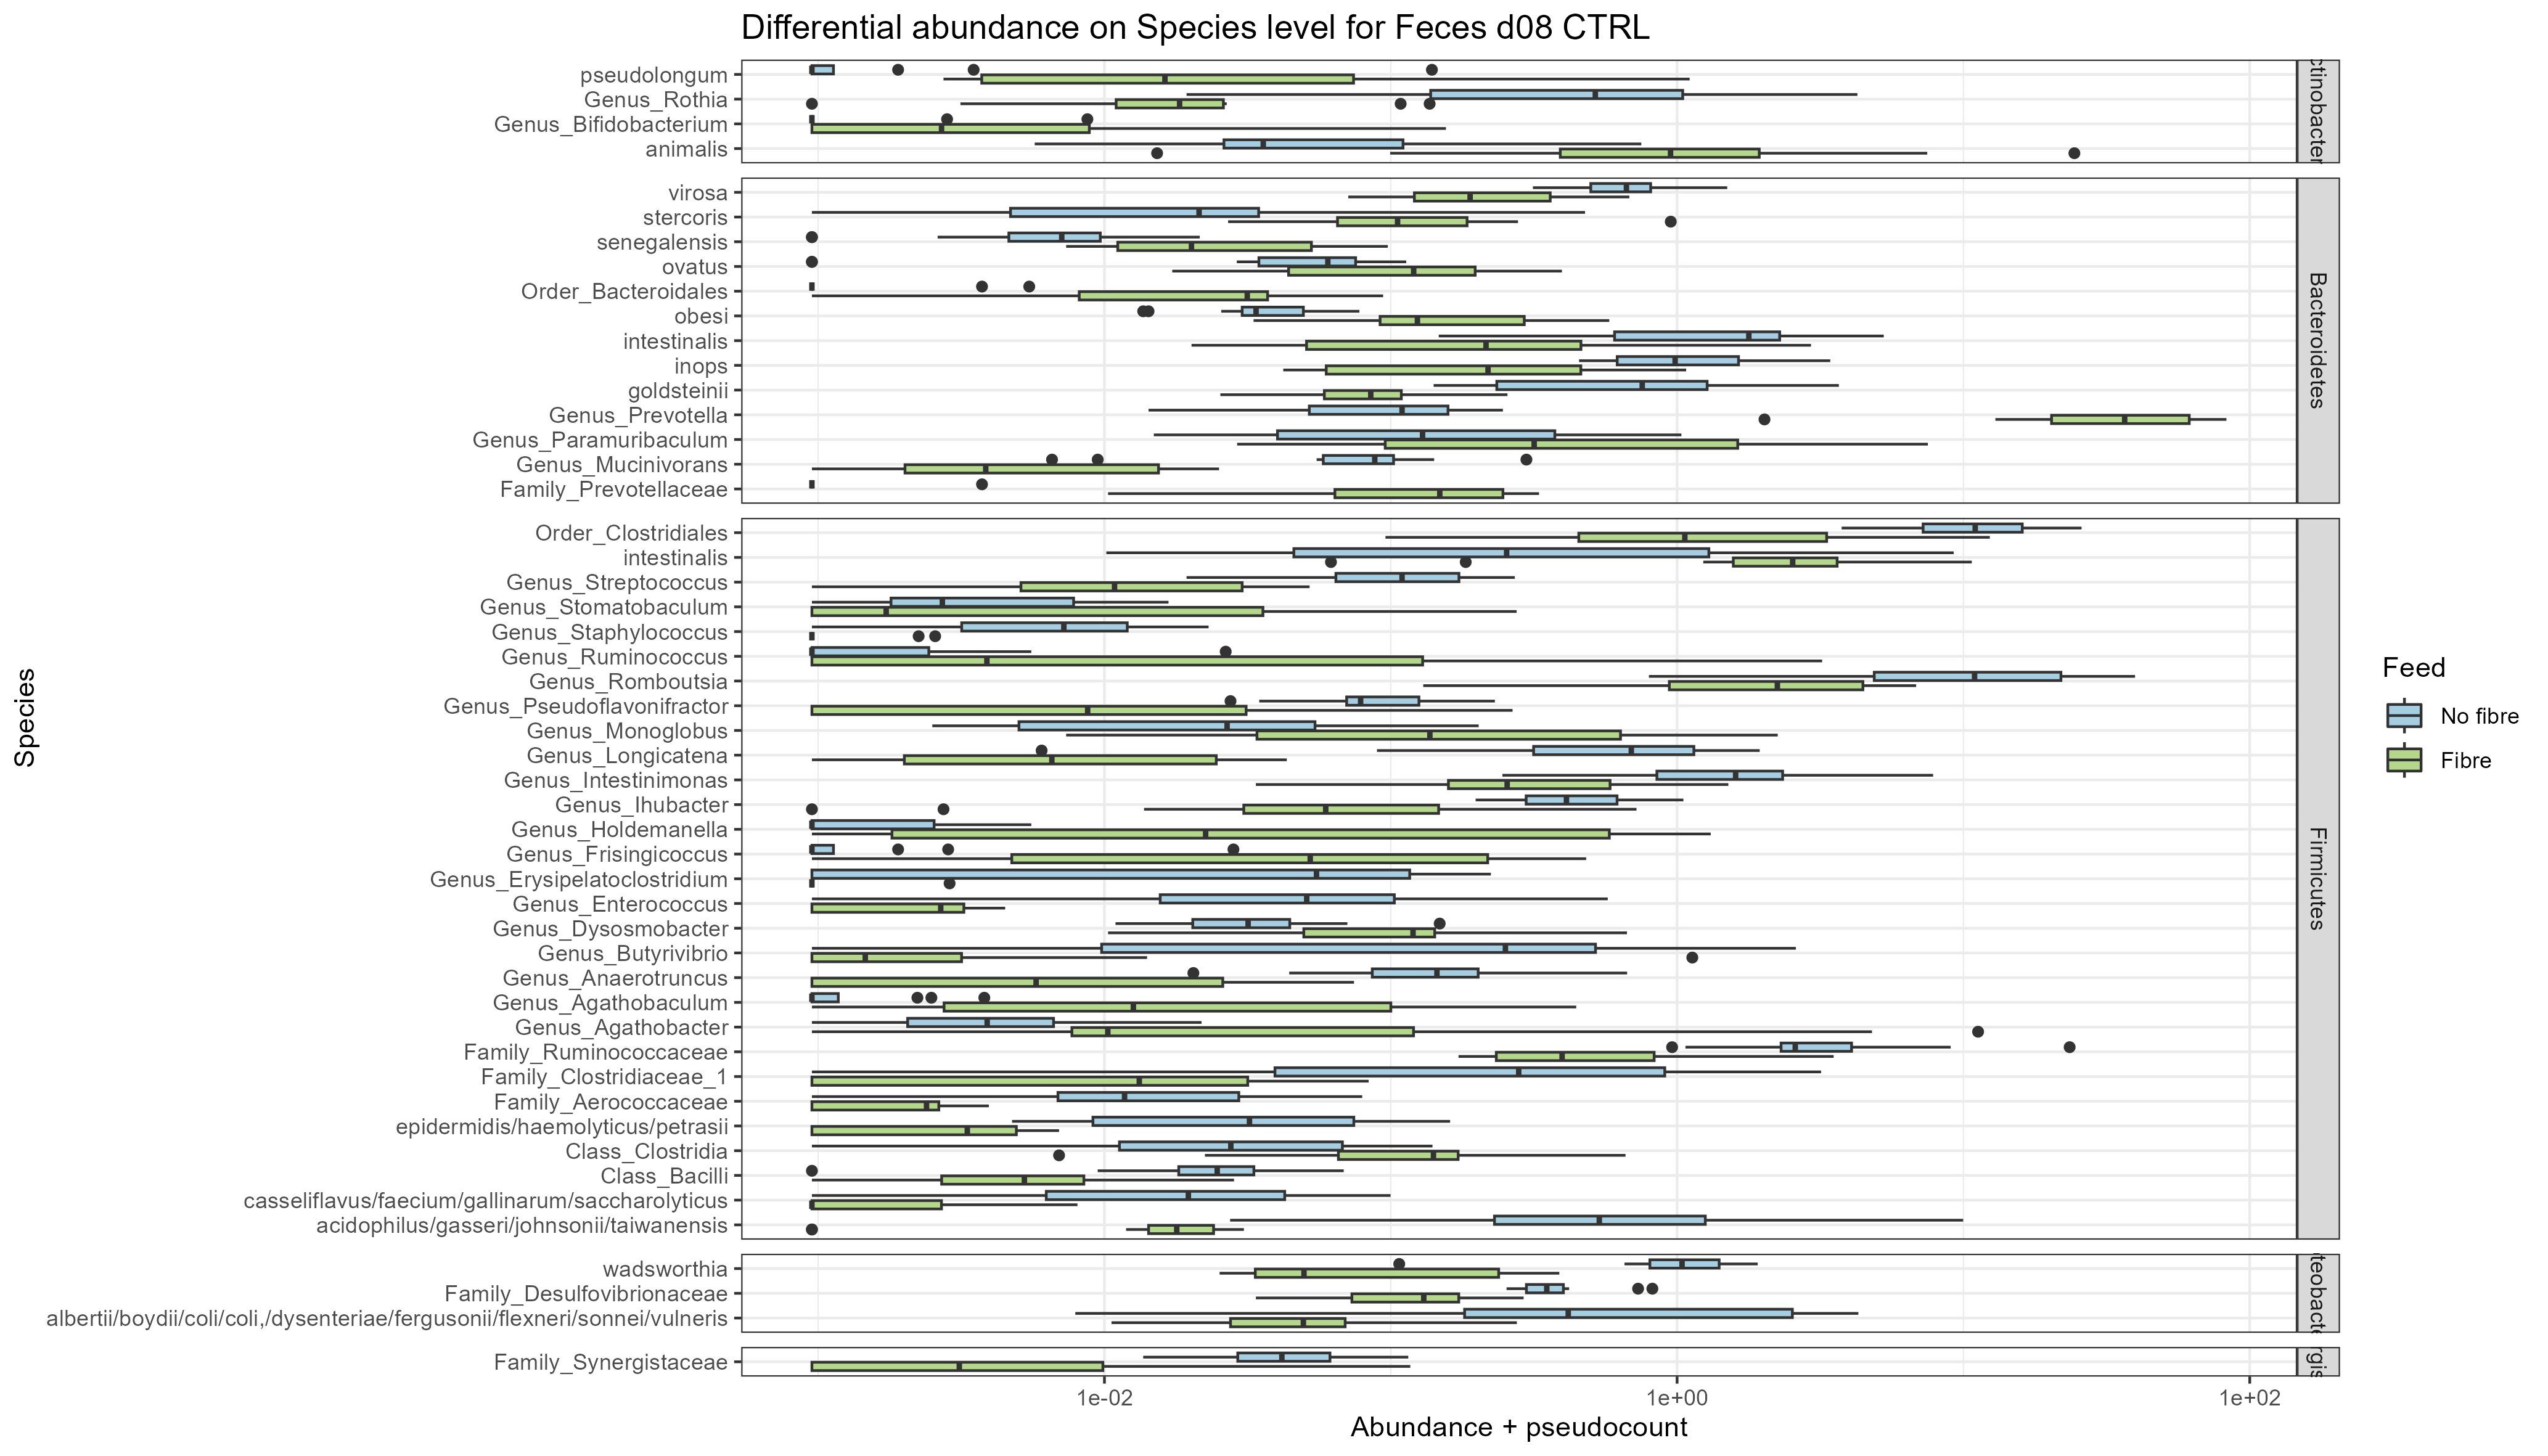 Differential abundance on Species level for Feces d08 CTRL
pseudolongum
Genus_Rothia
Genus_Bifidobacterium
animalis
virosa
stercoris
senegalensis
ovatus
Order_Bacteroidales
obesi
intestinalis
inops
goldsteinii
Genus_Prevotella
Genus_Paramuribaculum
Genus_Mucinivorans
Family_Prevotellaceae
Bacteroidetes
Order_Clostridiales
intestinalis
Genus_Streptococcus
Genus_Stomatobaculum
Genus_Staphylococcus
Genus_Ruminococcus
Genus_Romboutsia
Genus_Pseudoflavonifractor
Genus_Monoglobus
Genus_Longicatena
Genus_Intestinimonas
Genus_Ihubacter
Genus_Holdemanella
Genus_Frisingicoccus
Genus_Erysipelatoclostridium
Genus_Enterococcus
Genus_Dysosmobacter
Genus_Butyrivibrio
Genus_Anaerotruncus
Genus_Agathobaculum
Genus_Agathobacter
Family_Ruminococcaceae
Family_Clostridiaceae_1
Family_Aerococcaceae
epidermidis/haemolyticus/petrasii
Class_Clostridia
Class_Bacilli
casseliflavus/faecium/gallinarum/saccharolyticus
acidophilus/gasseri/johnsonii/taiwanensis
Firmicutes
wadsworthia
Family_Desulfovibrionaceae
albertii/boydii/coli/coli,/dysenteriae/fergusonii/flexneri/sonnei/vulneris
Family_Synergistaceae
1e-02
1e+00
1e+02
Abundance + pseudocount
Species
Feed
No fibre
Fibre